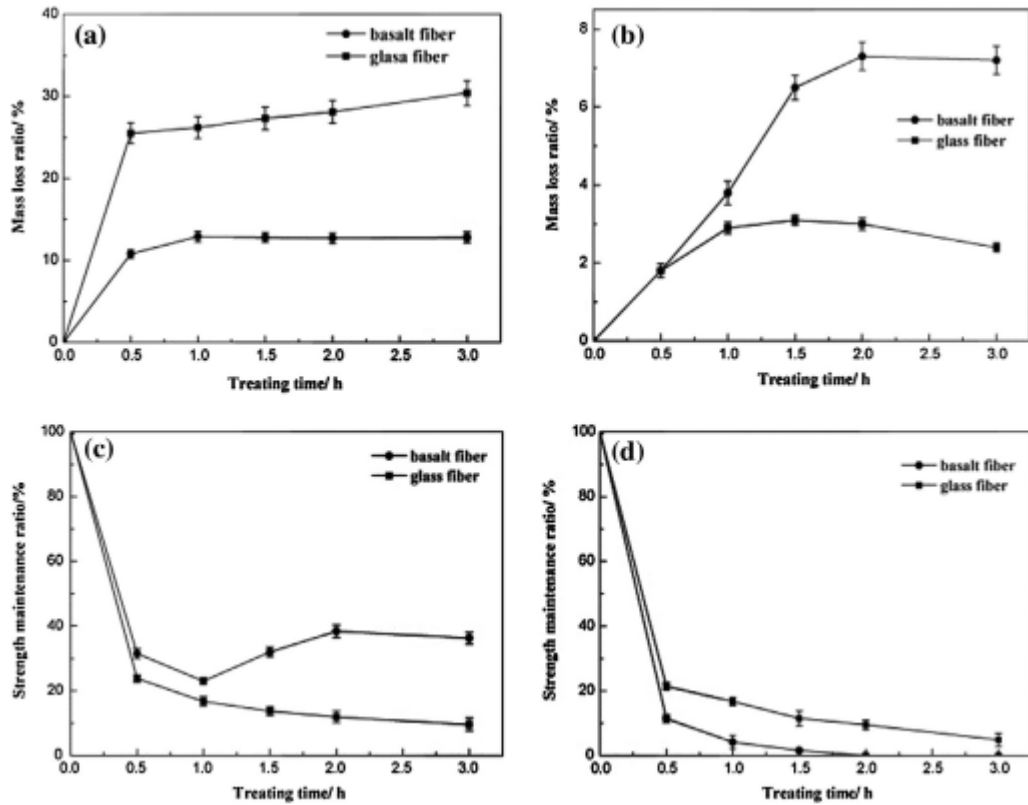 (a)
basalt fiber
glasa fiber
Mass loss ratio/ %
40
30
20
10
0
0.0 0.5 1.0 1.5 2.0 2.5 3.0
Treating time/ h
(b)
basalt fiber
glass fiber
Mass loss ratio/ %
8
6
4
2
0
0.0 0.5 1.0 1.5 2.0 2.5 3.0
Treating time/ h
(c)
basalt fiber
glass fiber
Strength maintenance ratio/%
100
80
60
40
20
0
0.0 0.5 1.0 1.5 2.0 2.5 3.0
Treating time/ h
(d)
basalt fiber
glass fiber
Strength maintenance ratio/ %
100
80
60
40
20
0
0.0 0.5 1.0 1.5 2.0 2.5 3.0
Treating time/ h